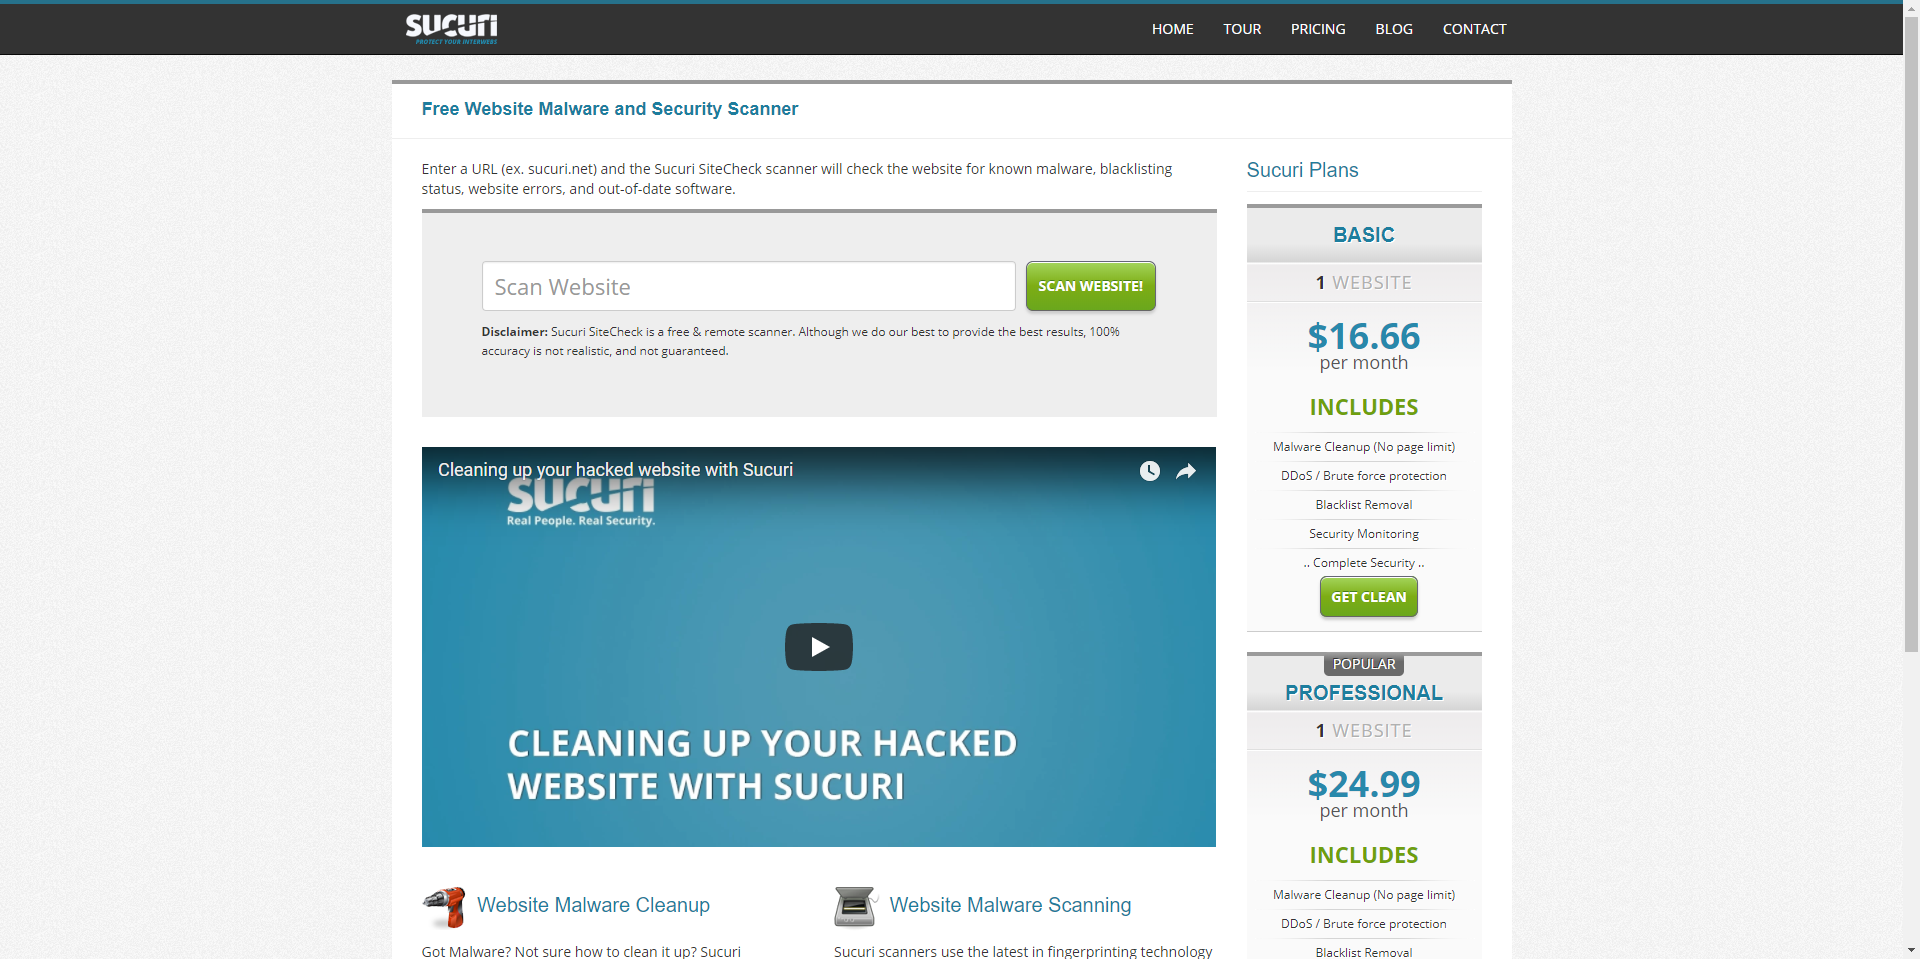 sucuri
PROTECT YOUR INTERWEBS
HOME TOUR PRICING BLOG CONTACT
Free Website Malware and Security Scanner
Enter a URL (ex. sucuri.net) and the Sucuri SiteCheck scanner will check the website for known malware, blacklisting
status, website errors, and out-of-date software.
Scan Website
SCAN WEBSITE!
Disclaimer: Sucuri SiteCheck is a free & remote scanner. Although we do our best to provide the best results, 100%
accuracy is not realistic, and not guaranteed.
Cleaning up your hacked website with Sucuri
sucuri
Real People. Real Security.
CLEANING UP YOUR HACKED
WEBSITE WITH SUCURI
Website Malware Cleanup
Got Malware? Not sure how to clean it up? Sucuri
Website Malware Scanning
Sucuri scanners use the latest in fingerprinting technology
Sucuri Plans
BASIC
1 WEBSITE
$16.66
per month
INCLUDES
Malware Cleanup (No page limit)
DDoS / Brute force protection
Blacklist Removal
Security Monitoring
.. Complete Security ..
GET CLEAN
POPULAR
PROFESSIONAL
1 WEBSITE
$24.99
per month
INCLUDES
Malware Cleanup (No page limit)
DDoS / Brute force protection
Blacklist Removal